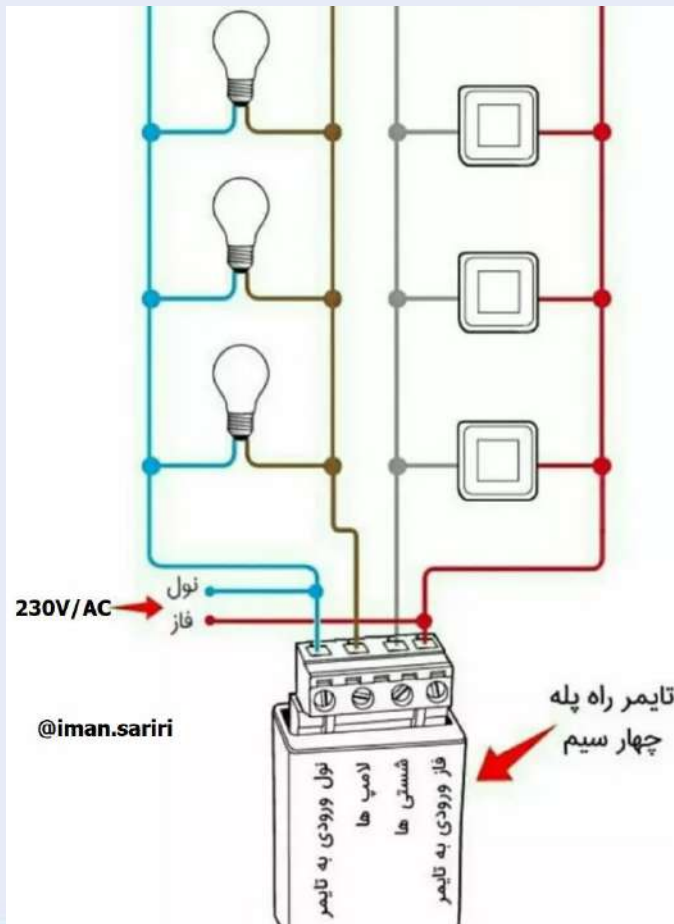 نول
230V/AC
فاز
@iman.sariri
تایمر راه پله
چهار سیم
نول ورودی به تایمر
لامپ ها
شستی ها
فاز ورودی به تایمر